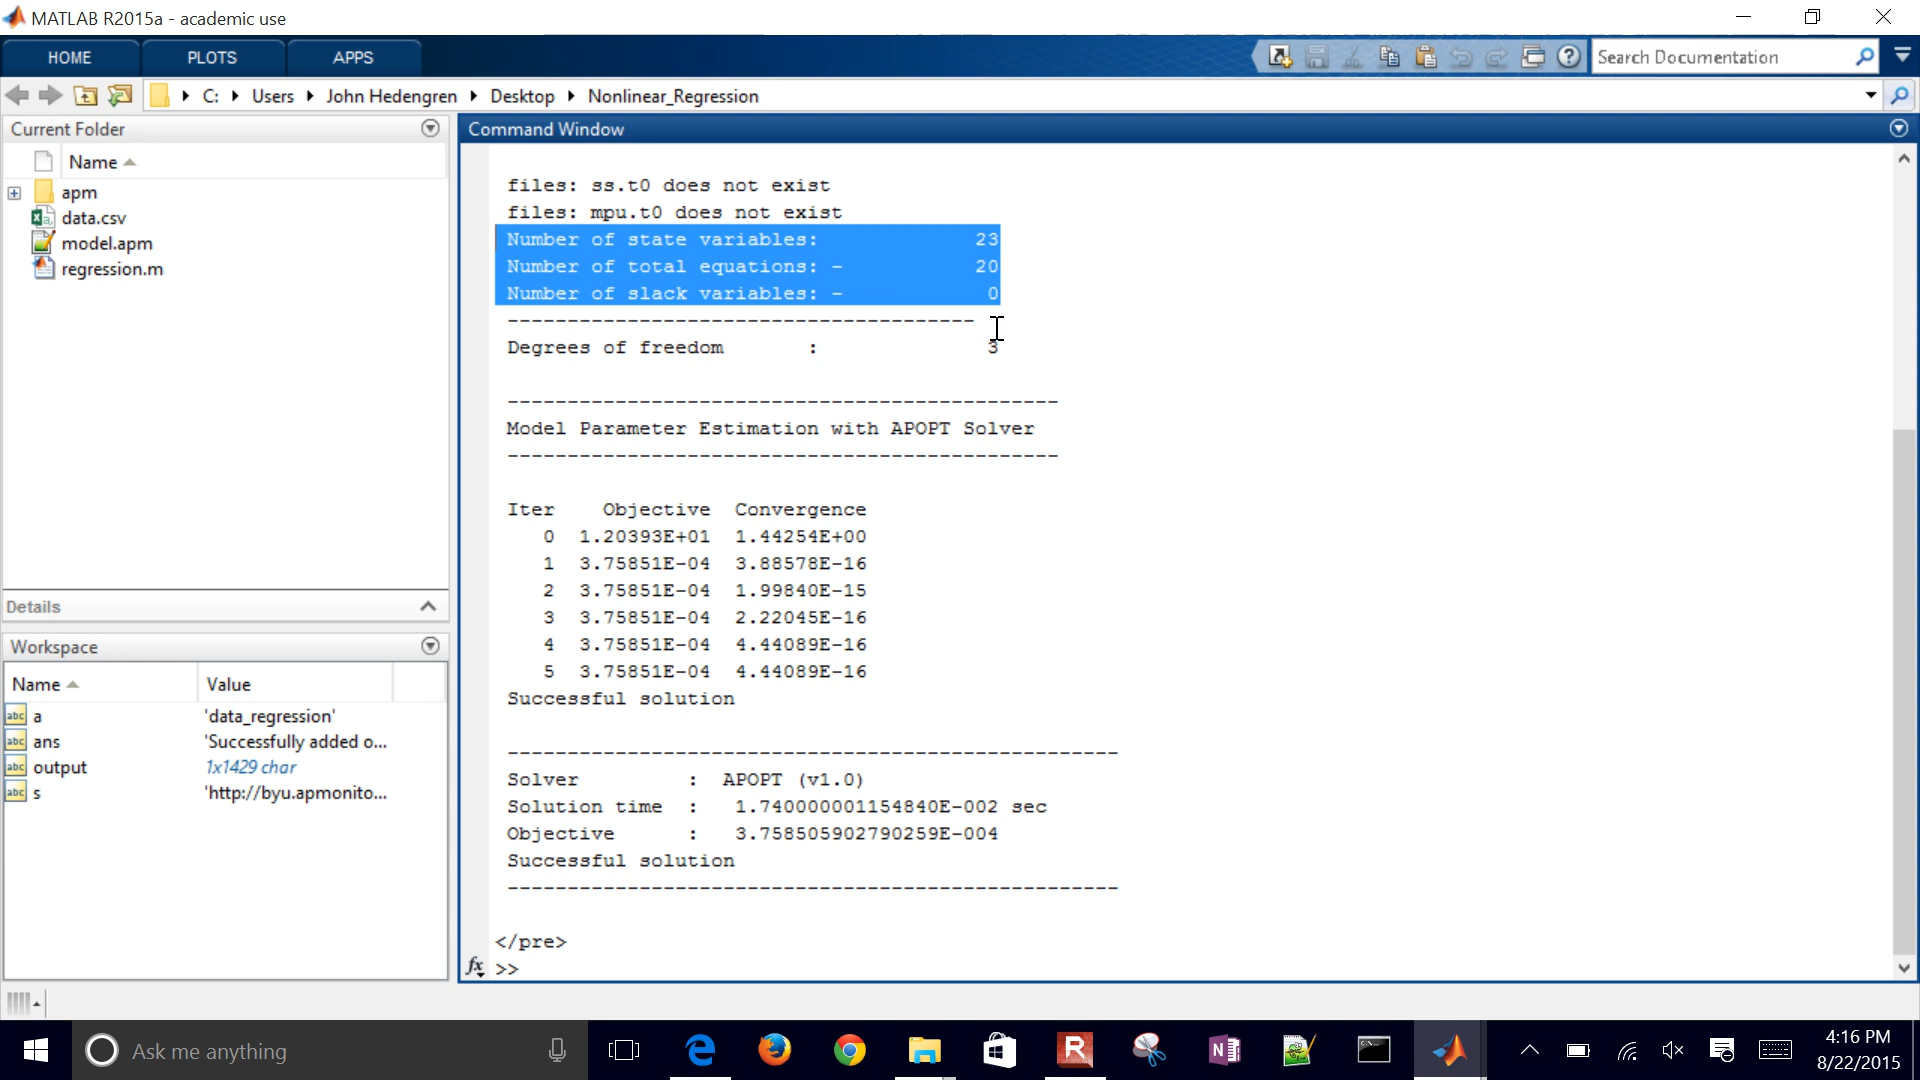 MATLAB R2015a - academic use
HOME PLOTS APPS
Search Documentation
C: Users John Hedengren Desktop Nonlinear_Regression
Current Folder
Name
apm
data.csv
model.apm
regression.m
Details
Workspace
Name Value
a 'data_regression'
ans 'Successfully added o...
output 1x1429 char
s 'http://byu.apmonito...
Command Window
files: ss.t0 does not exist
files: mpu.t0 does not exist
Number of state variables: 23
Number of total equations: - 20
Number of slack variables: - 0
---------------------------------------
Degrees of freedom : 3
----------------------------------------------
Model Parameter Estimation with APOPT Solver
----------------------------------------------
Iter Objective Convergence
0 1.20393E+01 1.44254E+00
1 3.75851E-04 3.88578E-16
2 3.75851E-04 1.99840E-15
3 3.75851E-04 2.22045E-16
4 3.75851E-04 4.44089E-16
5 3.75851E-04 4.44089E-16
Successful solution
---------------------------------------------------
Solver : APOPT (v1.0)
Solution time : 1.740000001154840E-002 sec
Objective : 3.758505902790259E-004
Successful solution
---------------------------------------------------
</pre>
fx >>
Ask me anything
4:16 PM
8/22/2015